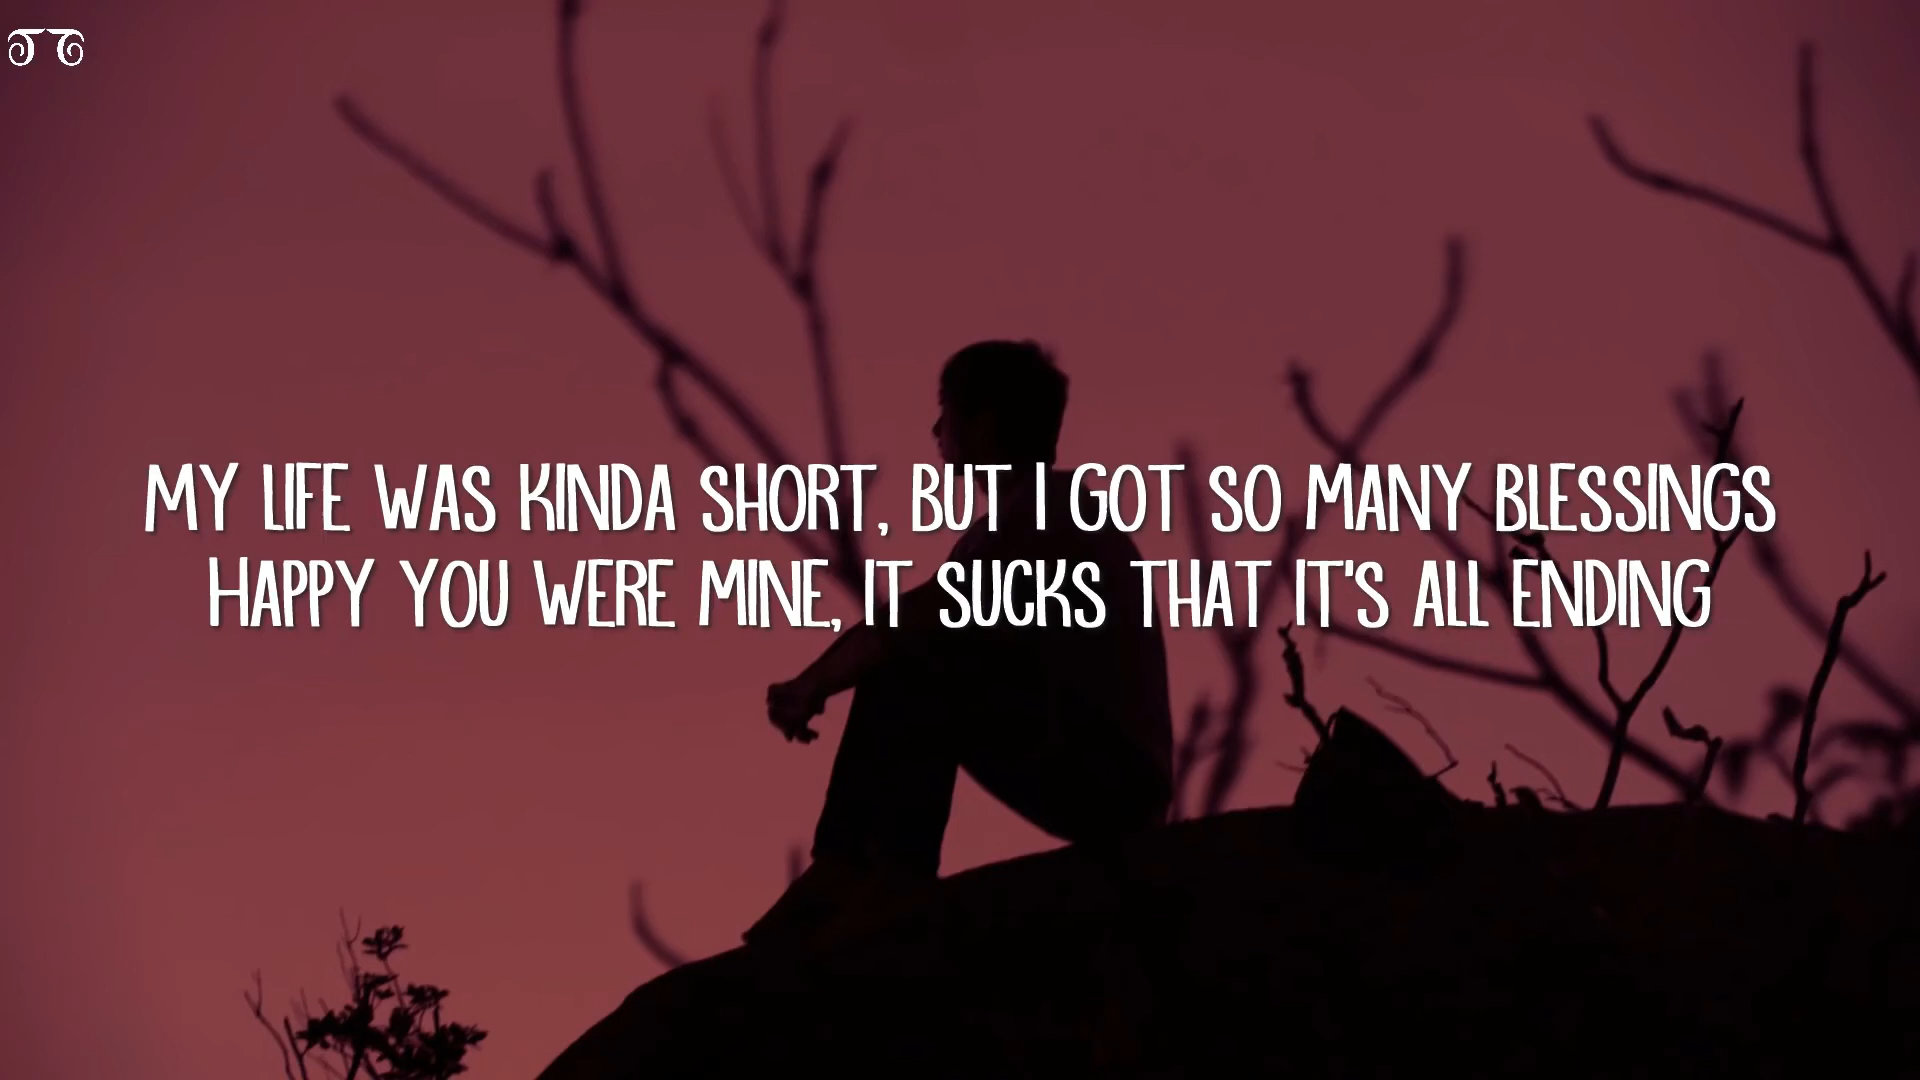 MY LIFE WAS KINDA SHORT, BUT I GOT SO MANY BLESSINGS
HAPPY YOU WERE MINE, IT SUCKS THAT IT'S ALL ENDING